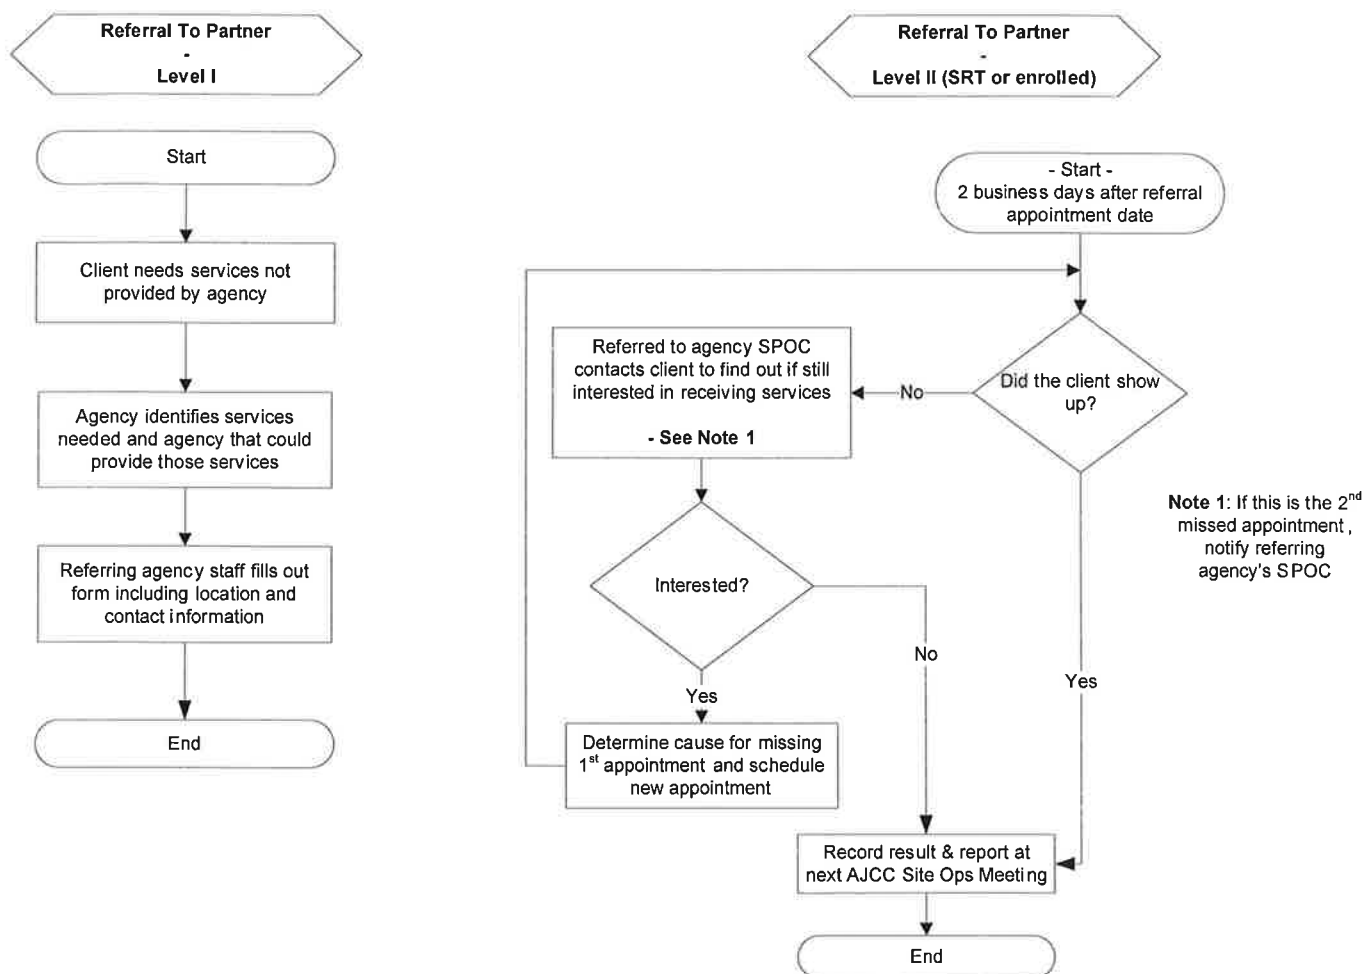 Referral To Partner
-
Level I
Start
Client needs services not
provided by agency
Agency identifies services
needed and agency that could
provide those services
Referring agency staff fills out
form including location and
contact information
End
Referral To Partner
-
Level II (SRT or enrolled)
- Start -
2 business days after referral
appointment date
Did the client show
up?
No
Yes
Referred to agency SPOC
contacts client to find out if still
interested in receiving services
- See Note 1
Interested?
No
Yes
Determine cause for missing
1st appointment and schedule
new appointment
Record result & report at
next AJCC Site Ops Meeting
End
Note 1: If this is the 2nd
missed appointment ,
notify referring
agency's SPOC